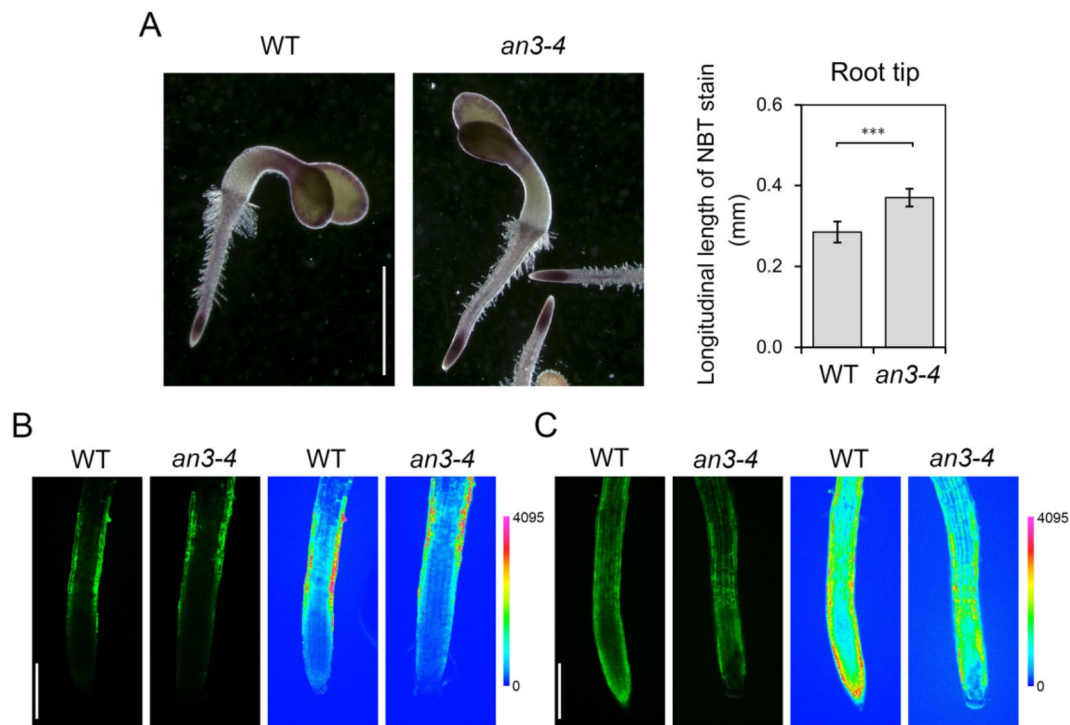 A
WT
an3-4
Root tip
Longitudinal length of NBT stain
(mm)
0.6
0.4
0.2
0.0
***
WT
an3-4
B
WT
an3-4
WT
an3-4
4095
0
C
WT
an3-4
WT
an3-4
4095
0